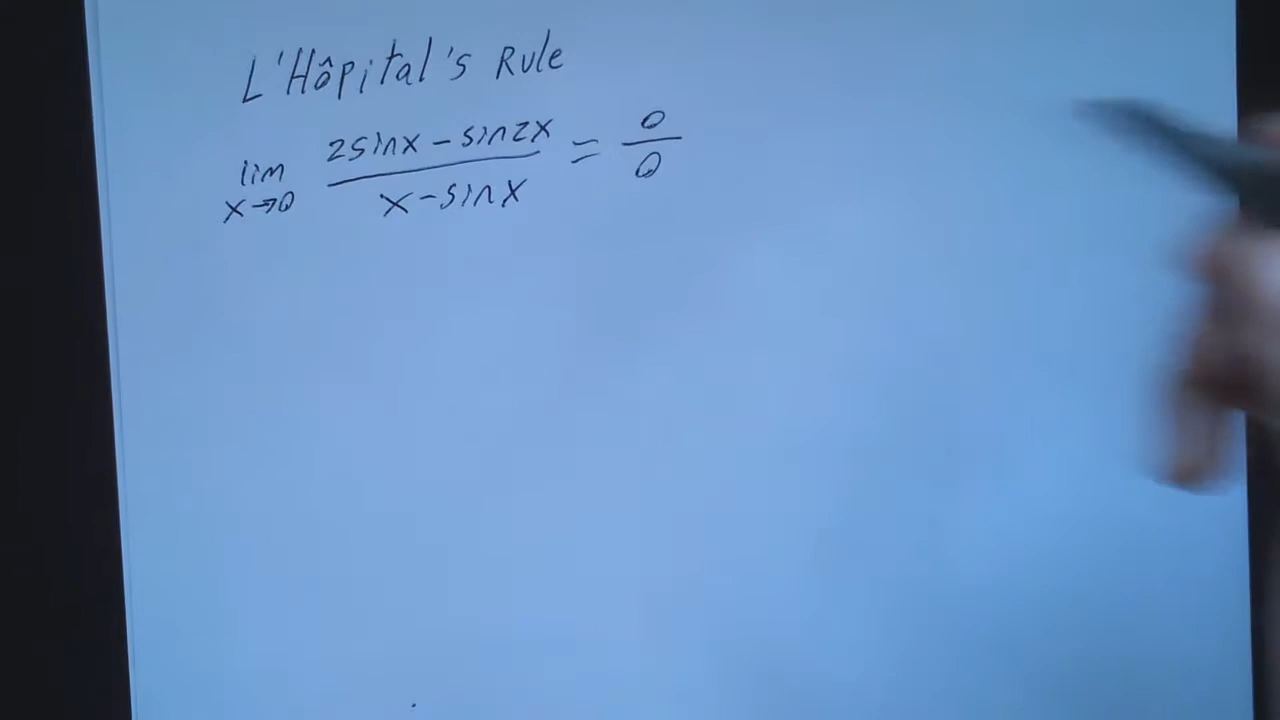 L'Hôpital's Rule
lim x→0 (2sinx - sin2x)/(x - sinx) = 0/0